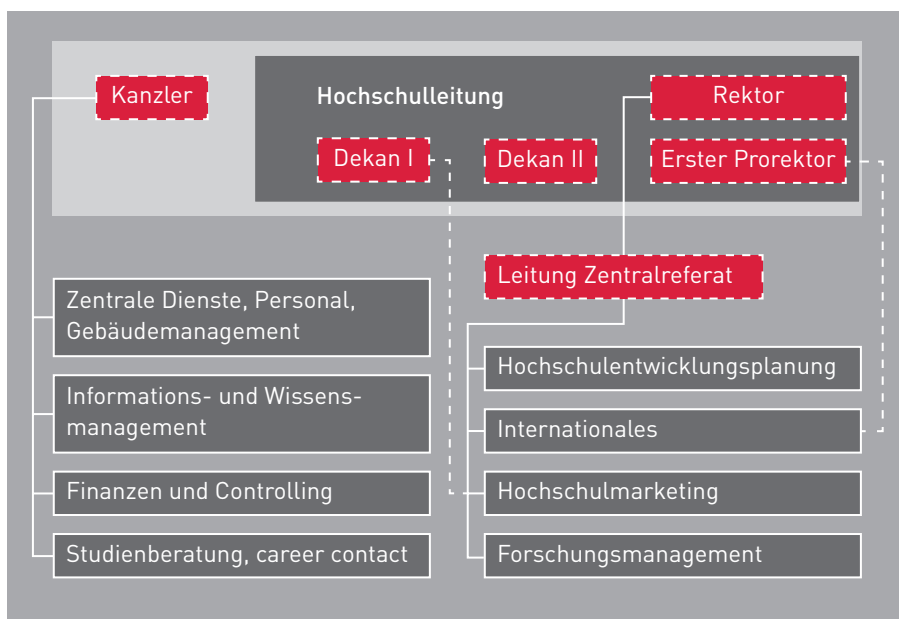 Kanzler
Hochschulleitung
Rektor
Dekan I
Dekan II
Erster Prorektor
Leitung Zentralreferat
Zentrale Dienste, Personal,
Gebäudemanagement
Informations- und Wissens-
management
Finanzen und Controlling
Studienberatung, career contact
Hochschulentwicklungsplanung
Internationales
Hochschulmarketing
Forschungsmanagement